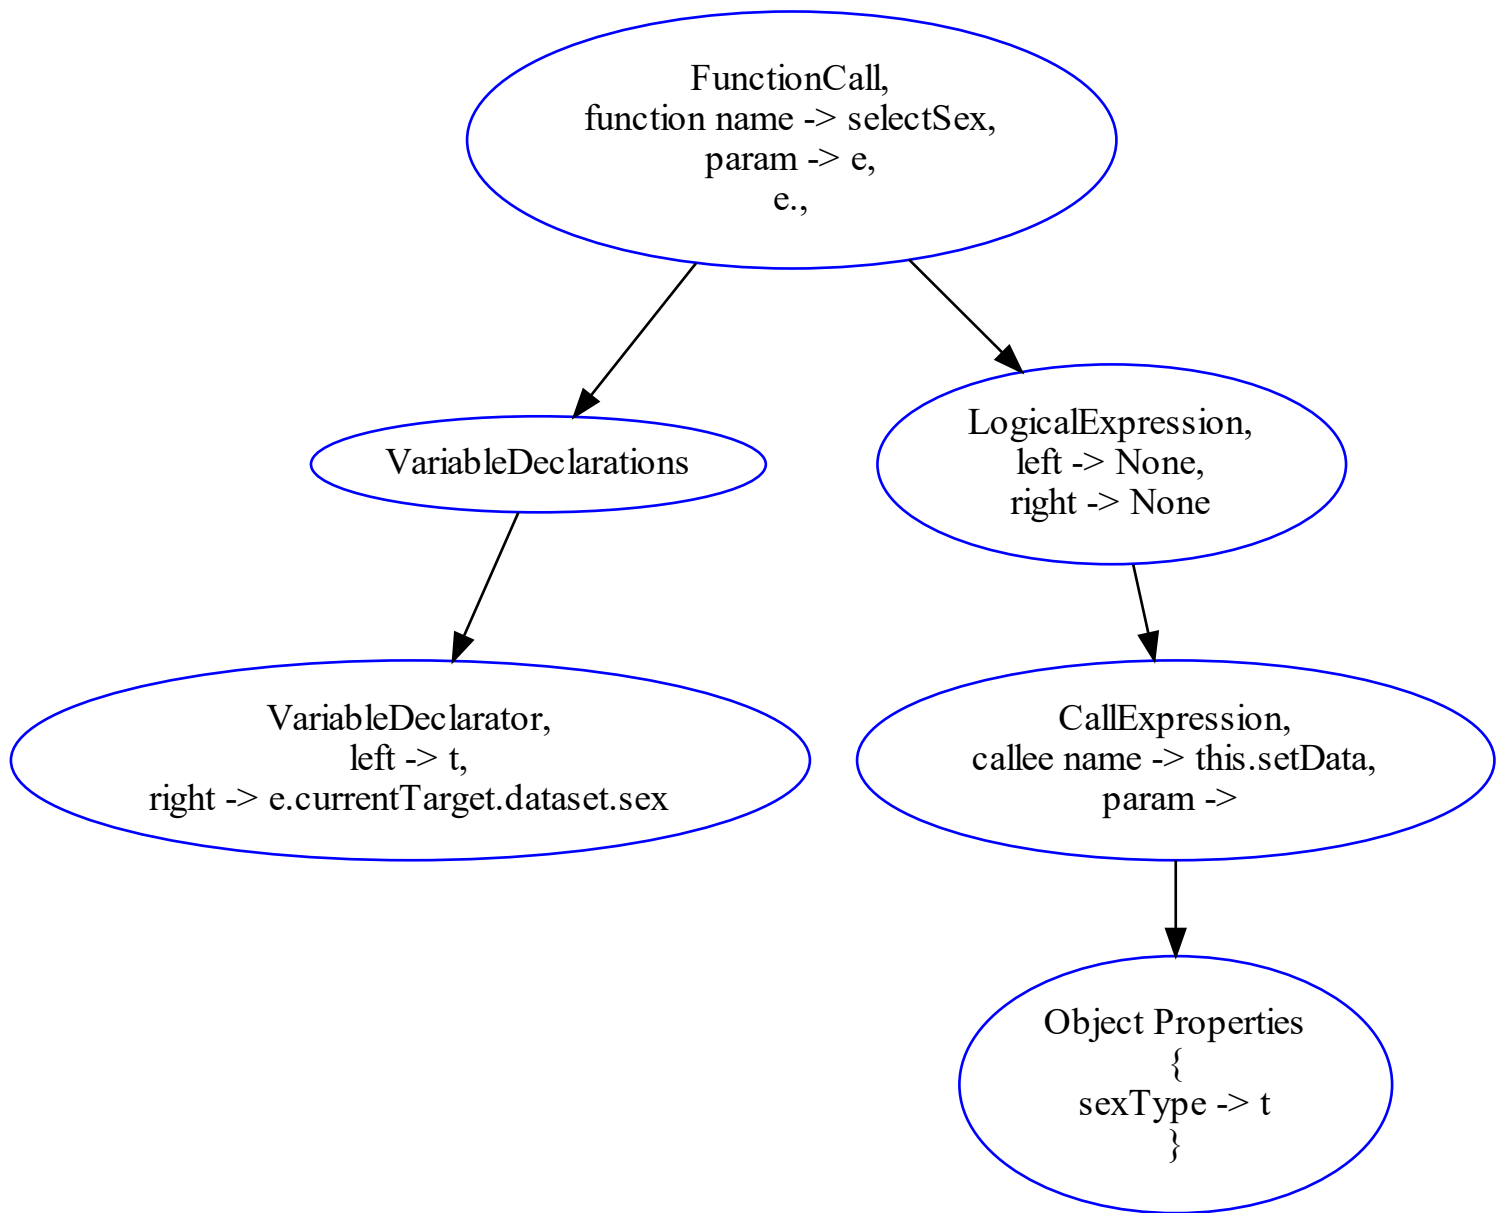 FunctionCall,
function name -> selectSex,
param -> e,
e.,
VariableDeclarations
LogicalExpression,
left -> None,
right -> None
VariableDeclarator,
left -> t,
right -> e.currentTarget.dataset.sex
CallExpression,
callee name -> this.setData,
param ->
Object Properties
{
sexType -> t
}